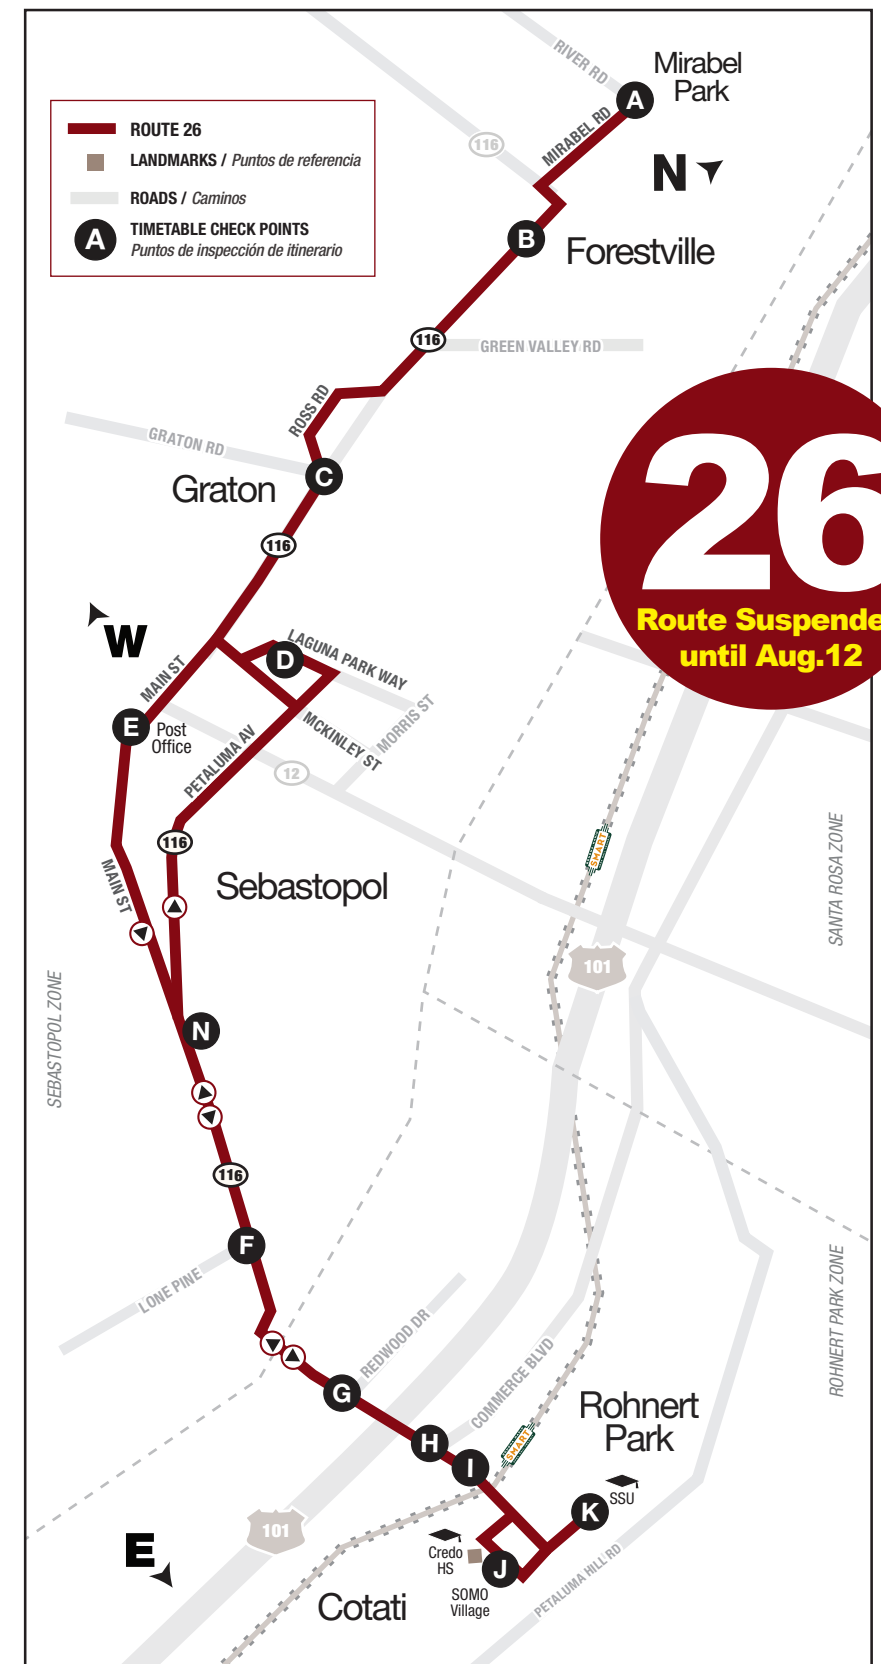 RIVER RD
Mirabel
Park
A
MIRABEL RD
116
N
ROUTE 26
LANDMARKS / Puntos de referencia
ROADS / Caminos
A
TIMETABLE CHECK POINTS
Puntos de inspección de itinerario
B
Forestville
116
GREEN VALLEY RD
ROSS RD
GRATON RD
C
Graton
116
26
Route Suspende
until Aug.12
W
MAIN ST
D
LAGUNA PARK WAY
E
Post
Office
PETALUMA AV
MCKINLEY ST
MORRIS ST
12
116
MAIN ST
Sebastopol
SMART
SANTA ROSA ZONE
101
SEBASTOPOL ZONE
N
116
F
LONE PINE
ROHNERT PARK ZONE
REDWOOD DR
G
COMMERCE BLVD
Rohnert
Park
H
I
SMART
K
SSU
101
E
Credo
HS
J
SOMO
Village
PETALUMA HILL RD
Cotati